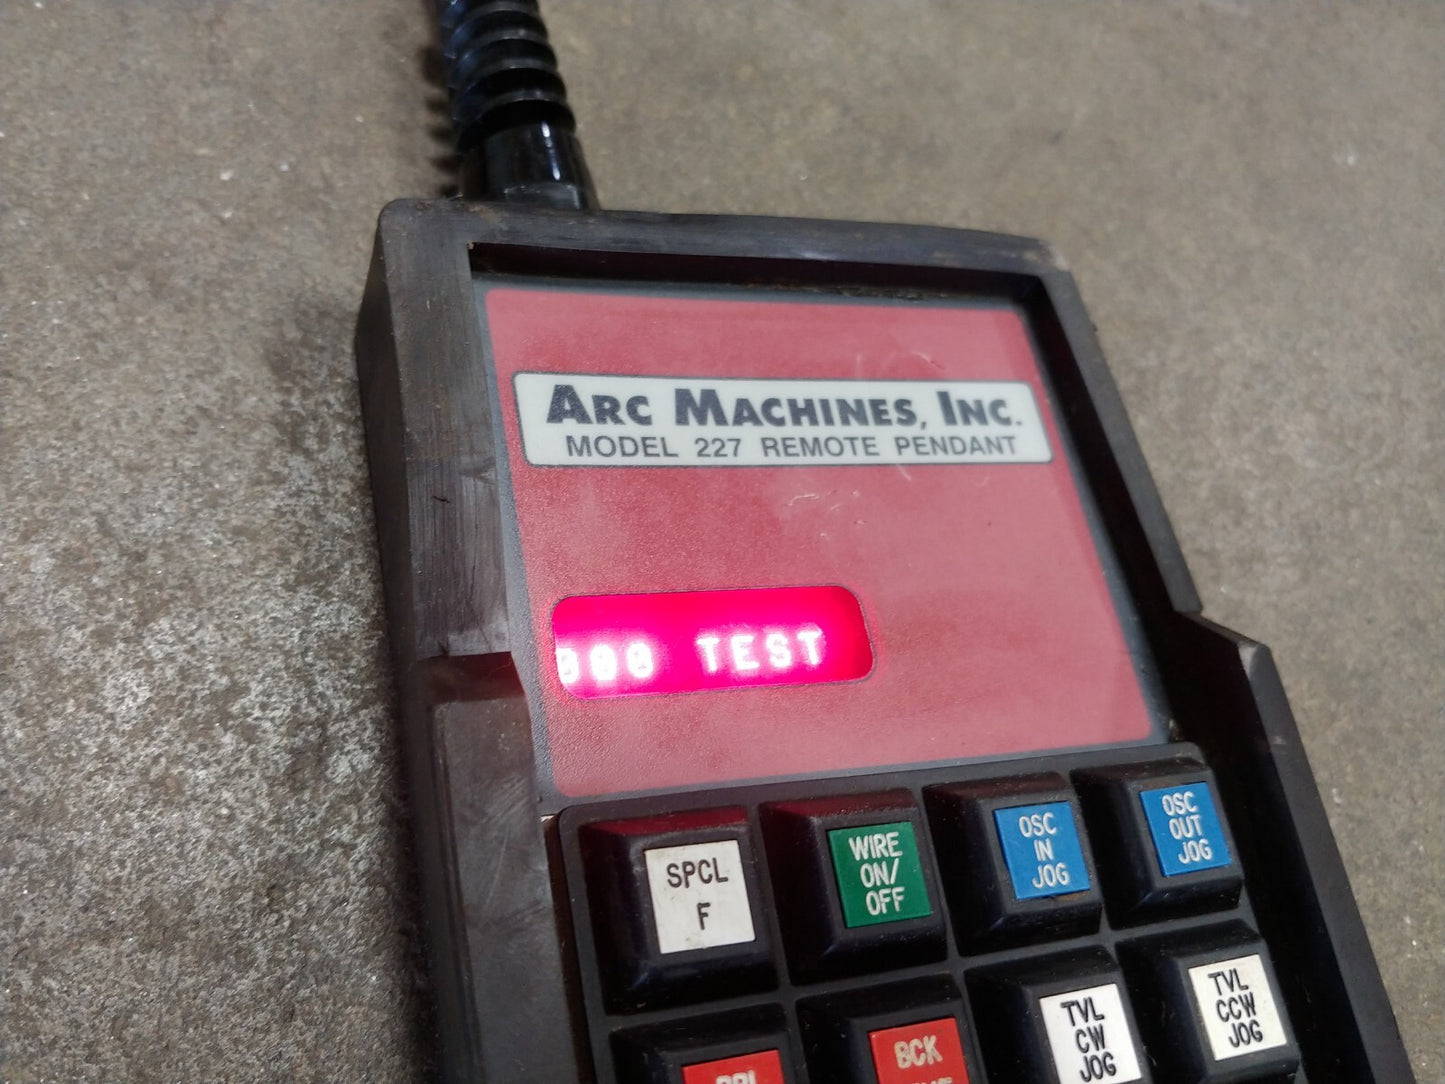 ARC MACHINES, INC.
MODEL 227 REMOTE PENDANT
000 TEST
SPCL
F
WIRE
ON/
OFF
OSC
IN
JOG
OSC
OUT
JOG
BCK
TVL
CW
JOG
TVL
CCW
JOG